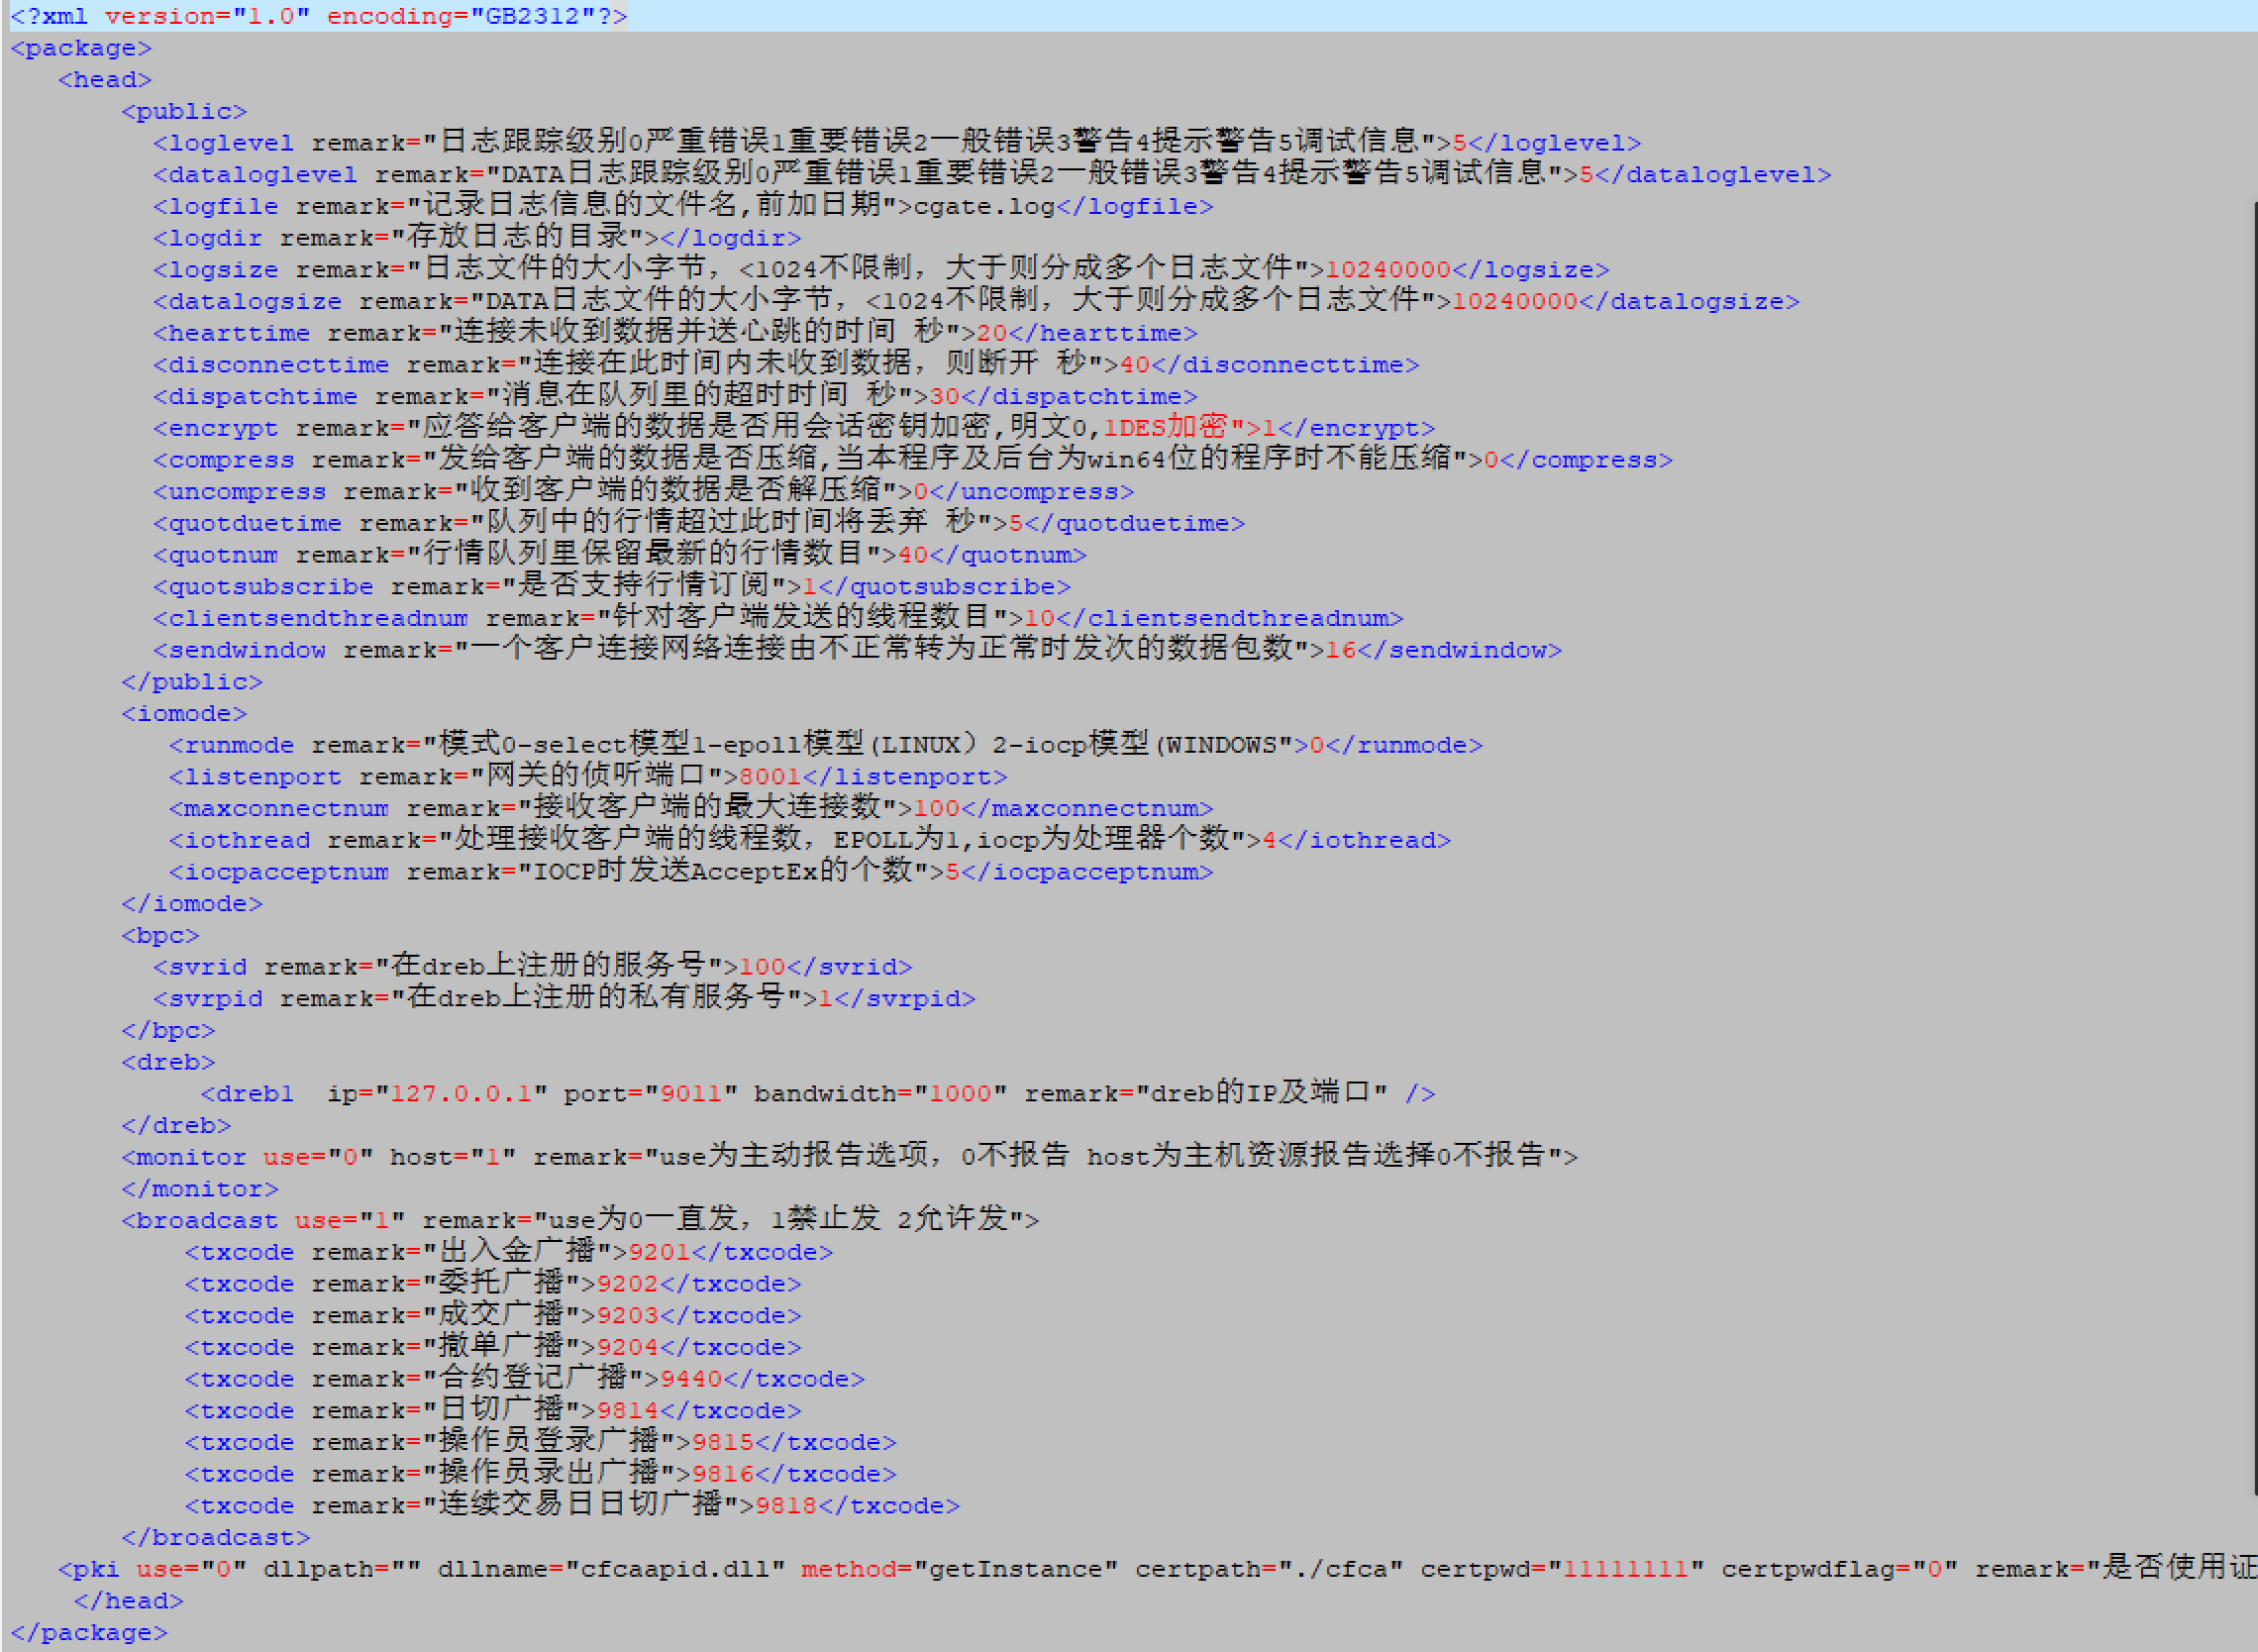 <?xml version="1.0" encoding="GB2312"?>
<package>
<head>
<public>
<loglevel remark="日志跟踪级别0严重错误1重要错误2一般错误3警告4提示警告5调试信息">5</loglevel>
<dataloglevel remark="DATA日志跟踪级别0严重错误1重要错误2一般错误3警告4提示警告5调试信息">5</dataloglevel>
<logfile remark="记录日志信息的文件名,前加日期">cgate.log</logfile>
<logdir remark="存放日志的目录"></logdir>
<logsize remark="日志文件的大小字节，<1024不限制，大于则分成多个日志文件">10240000</logsize>
<datalogsize remark="DATA日志文件的大小字节，<1024不限制，大于则分成多个日志文件">10240000</datalogsize>
<hearttime remark="连接未收到数据并送心跳的时间 秒">20</hearttime>
<disconnecttime remark="连接在此时间内未收到数据，则断开 秒">40</disconnecttime>
<dispatchtime remark="消息在队列里的超时时间 秒">30</dispatchtime>
<encrypt remark="应答给客户端的数据是否用会话密钥加密,明文0,1DES加密">1</encrypt>
<compress remark="发给客户端的数据是否压缩,当本程序及后台为win64位的程序时不能压缩">0</compress>
<uncompress remark="收到客户端的数据是否解压缩">0</uncompress>
<quotduetime remark="队列中的行情超过此时间将丢弃 秒">5</quotduetime>
<quotnum remark="行情队列里保留最新的行情数目">40</quotnum>
<quotsubscribe remark="是否支持行情订阅">1</quotsubscribe>
<clientsendthreadnum remark="针对客户端发送的线程数目">10</clientsendthreadnum>
<sendwindow remark="一个客户连接网络连接由不正常转为正常时发次的数据包数">16</sendwindow>
</public>
<iomode>
<runmode remark="模式0-select模型1-epoll模型(LINUX）2-iocp模型(WINDOWS">0</runmode>
<listenport remark="网关的侦听端口">8001</listenport>
<maxconnectnum remark="接收客户端的最大连接数">100</maxconnectnum>
<iothread remark="处理接收客户端的线程数，EPOLL为1,iocp为处理器个数">4</iothread>
<iocpacceptnum remark="IOCP时发送AcceptEx的个数">5</iocpacceptnum>
</iomode>
<bpc>
<svrid remark="在dreb上注册的服务号">100</svrid>
<svrpid remark="在dreb上注册的私有服务号">1</svrpid>
</bpc>
<dreb>
<dreb1  ip="127.0.0.1" port="9011" bandwidth="1000" remark="dreb的IP及端口" />
</dreb>
<monitor use="0" host="1" remark="use为主动报告选项，0不报告 host为主机资源报告选择0不报告">
</monitor>
<broadcast use="1" remark="use为0一直发，1禁止发 2允许发">
<txcode remark="出入金广播">9201</txcode>
<txcode remark="委托广播">9202</txcode>
<txcode remark="成交广播">9203</txcode>
<txcode remark="撤单广播">9204</txcode>
<txcode remark="合约登记广播">9440</txcode>
<txcode remark="日切广播">9814</txcode>
<txcode remark="操作员登录广播">9815</txcode>
<txcode remark="操作员录出广播">9816</txcode>
<txcode remark="连续交易日日切广播">9818</txcode>
</broadcast>
<pki use="0" dllpath="" dllname="cfcaapid.dll" method="getInstance" certpath="./cfca" certpwd="11111111" certpwdflag="0" remark="是否使用证
</head>
</package>